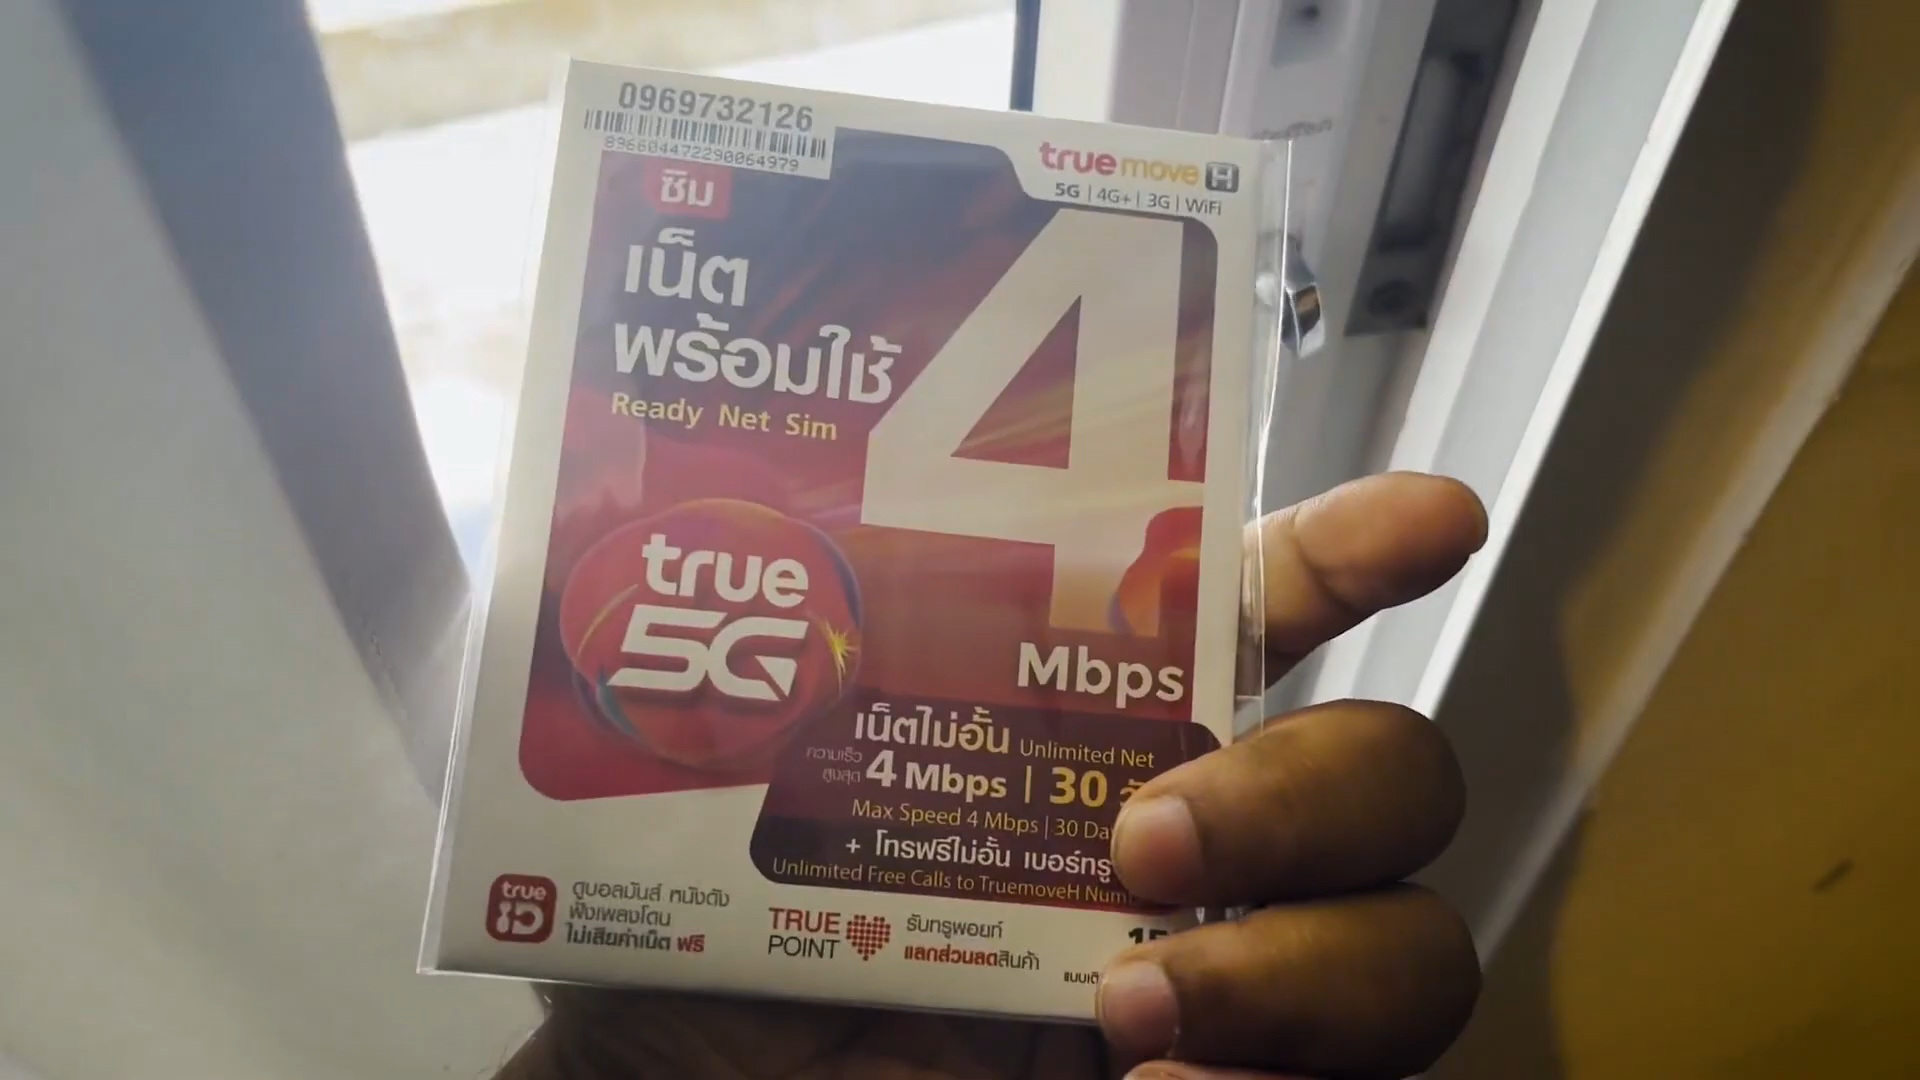 0969732126
896604472290064979
true move H
5G | 4G+ | 3G | WiFi
ซิม
เน็ต
พร้อมใช้
Ready Net Sim
4
Mbps
true
5G
เน็ตไม่อั้น Unlimited Net
ความเร็ว
สูงสุด 4 Mbps | 30
Max Speed 4 Mbps | 30
+ โทรฟรีไม่อั้น เบอร์ทรู
Unlimited Free Calls to TruemoveH
true
iD
ดูบอลมันส์ หนังดัง
ฟังเพลงโดน
ไม่เสียค่าเน็ต ฟรี
TRUE
POINT
รับทรูพอยท์
แลกส่วนลดสินค้า